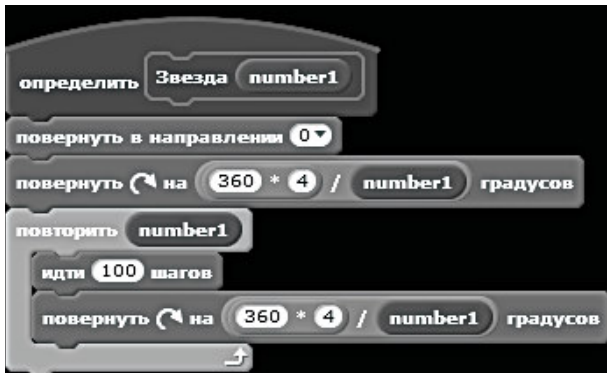 определить Звезда number1
повернуть в направлении 0
повернуть на 360 * 4 / number1 градусов
повторить number1
идти 100 шагов
повернуть на 360 * 4 / number1 градусов